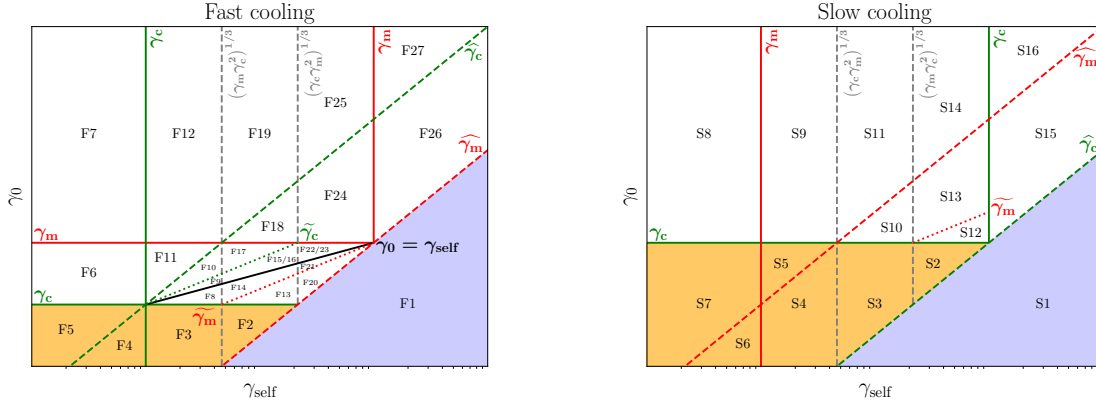 Fast cooling
γc
(γmγc²)^1/3
(γcγm²)^1/3
γm
F27
γ̂c
F25
F7
F12
F19
F26
γ̂m
γ0
F24
F18
γm
γ̃c
γ0 = γself
F17
F22/23
F11
F15/16
F6
F10
F21
F9
F20
F14
F8
F13
γc
γ̃m
F1
F2
F5
F3
F4
γself
Slow cooling
γm
(γcγm²)^1/3
(γmγc²)^1/3
γc
S16
γ̂m
S14
S8
S9
S11
S15
γ̂c
γ0
S13
γ̃m
S10
S12
γc
S5
S2
S7
S4
S3
S1
S6
γself